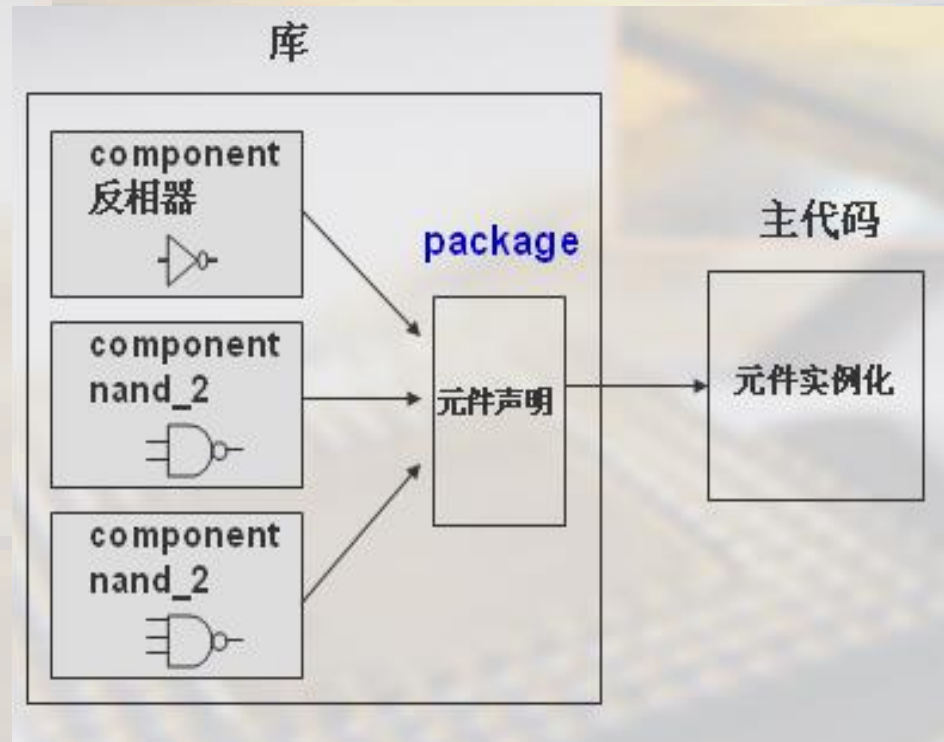 库
component
反相器
component
nand_2
component
nand_2
package
元件声明
主代码
元件实例化